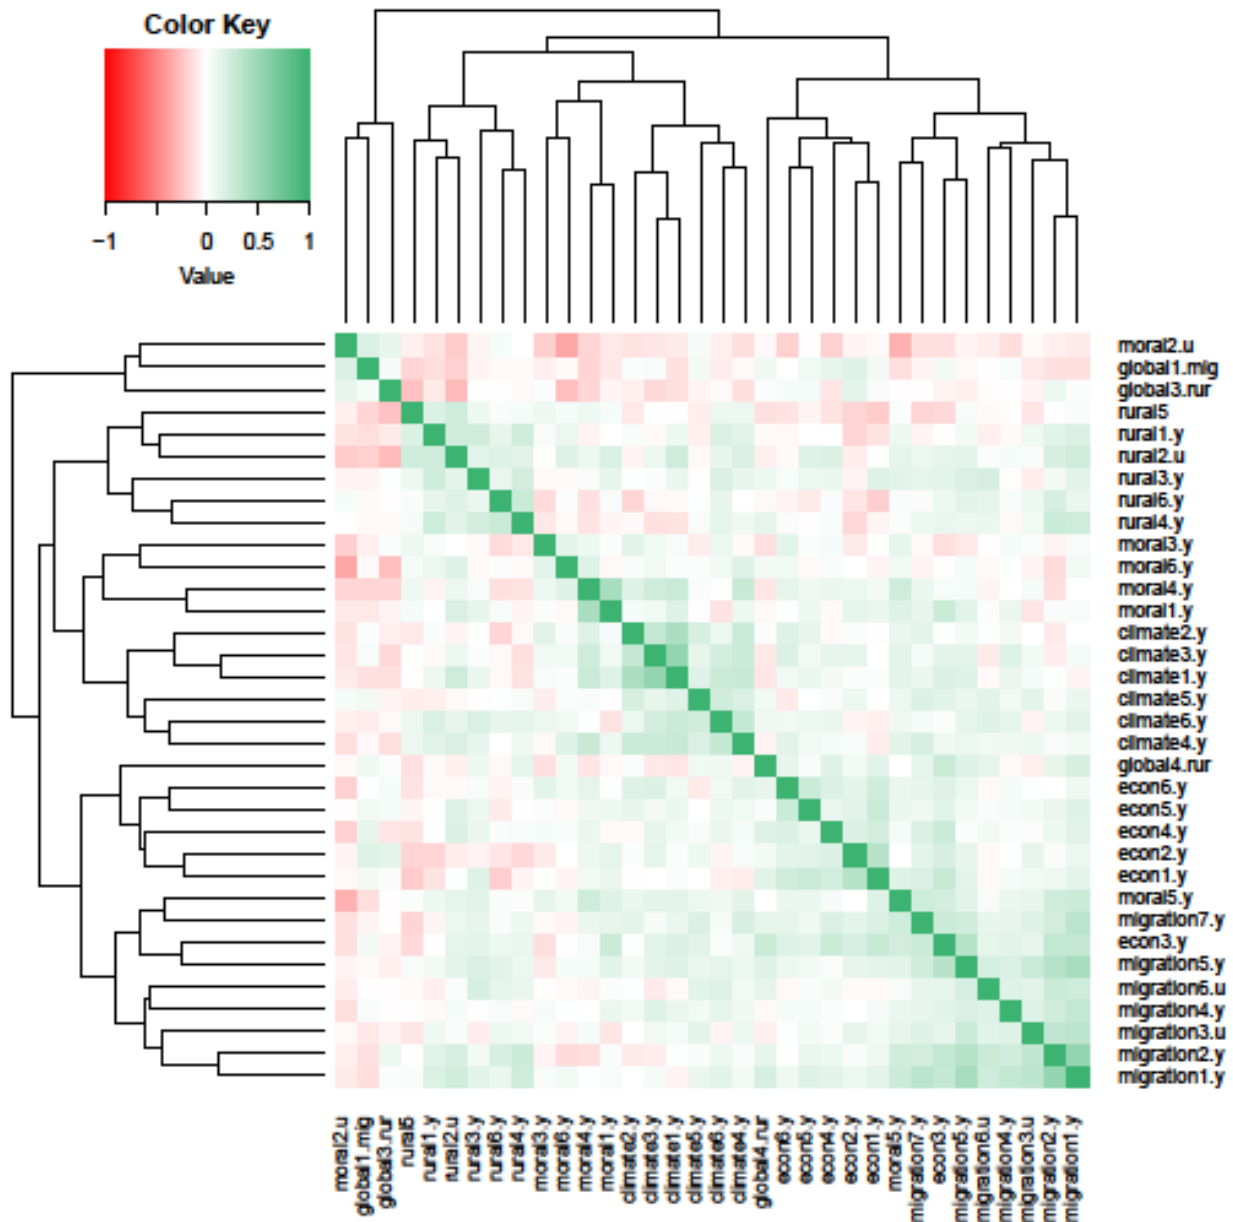 Color Key
−1 0 0.5 1
Value
moral2.u
global1.mig
global3.rur
rural5
rural1.y
rural2.u
rural3.y
rural6.y
rural4.y
moral3.y
moral6.y
moral4.y
moral1.y
climate2.y
climate3.y
climate1.y
climate5.y
climate6.y
climate4.y
global4.rur
econ6.y
econ5.y
econ4.y
econ2.y
econ1.y
moral5.y
migration7.y
econ3.y
migration5.y
migration6.u
migration4.y
migration3.u
migration2.y
migration1.y
moral2.u
global1.mig
global3.rur
rural5
rural1.y
rural2.u
rural3.y
rural6.y
rural4.y
moral3.y
moral6.y
moral4.y
moral1.y
climate2.y
climate3.y
climate1.y
climate5.y
climate6.y
climate4.y
global4.rur
econ6.y
econ5.y
econ4.y
econ2.y
econ1.y
moral5.y
migration7.y
econ3.y
migration5.y
migration6.u
migration4.y
migration3.u
migration2.y
migration1.y